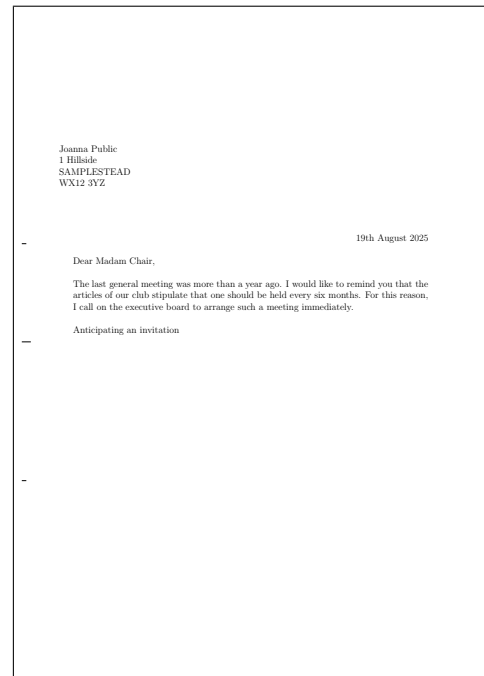 Joanna Public
1 Hillside
SAMPLESTEAD
WX12 3YZ
19th August 2025
Dear Madam Chair,
The last general meeting was more than a year ago. I would like to remind you that the
articles of our club stipulate that one should be held every six months. For this reason,
I call on the executive board to arrange such a meeting immediately.
Anticipating an invitation